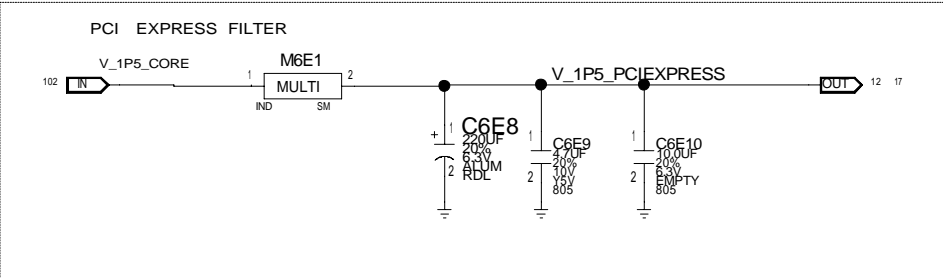 PCI EXPRESS FILTER
V_1P5_CORE
102 IN
1 M6E1 2
MULTI
IND SM
V_1P5_PCIEXPRESS
OUT 12 17
+ 1 C6E8
220UF
20%
6.3V
ALUM
2 RDL
1 C6E9
4.7UF
20%
10V
2 Y5V
805
1 C6E10
10.0UF
20%
6.3V
2 EMPTY
805